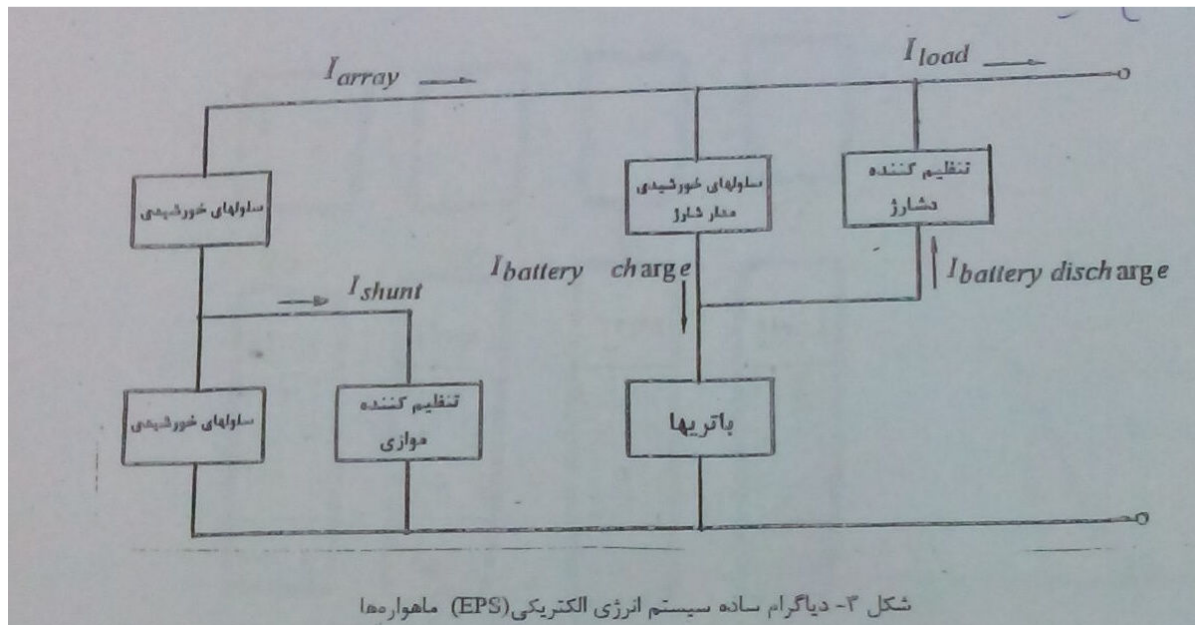 I array
I load
سلولهای خورشیدی
سلولهای خورشیدی
مدار شارژ
تنظیم کننده
دشارژ
I shunt
I battery charge
I battery discharge
سلولهای خورشیدی
تنظیم کننده
موازی
باتریها
شکل ۳- دیاگرام ساده سیستم انرژی الکتریکی(EPS) ماهواره‌ها